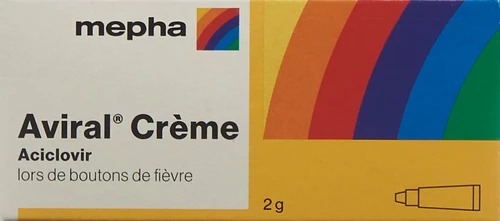 mepha
Aviral® Crème
Aciclovir
lors de boutons de fièvre
2 g